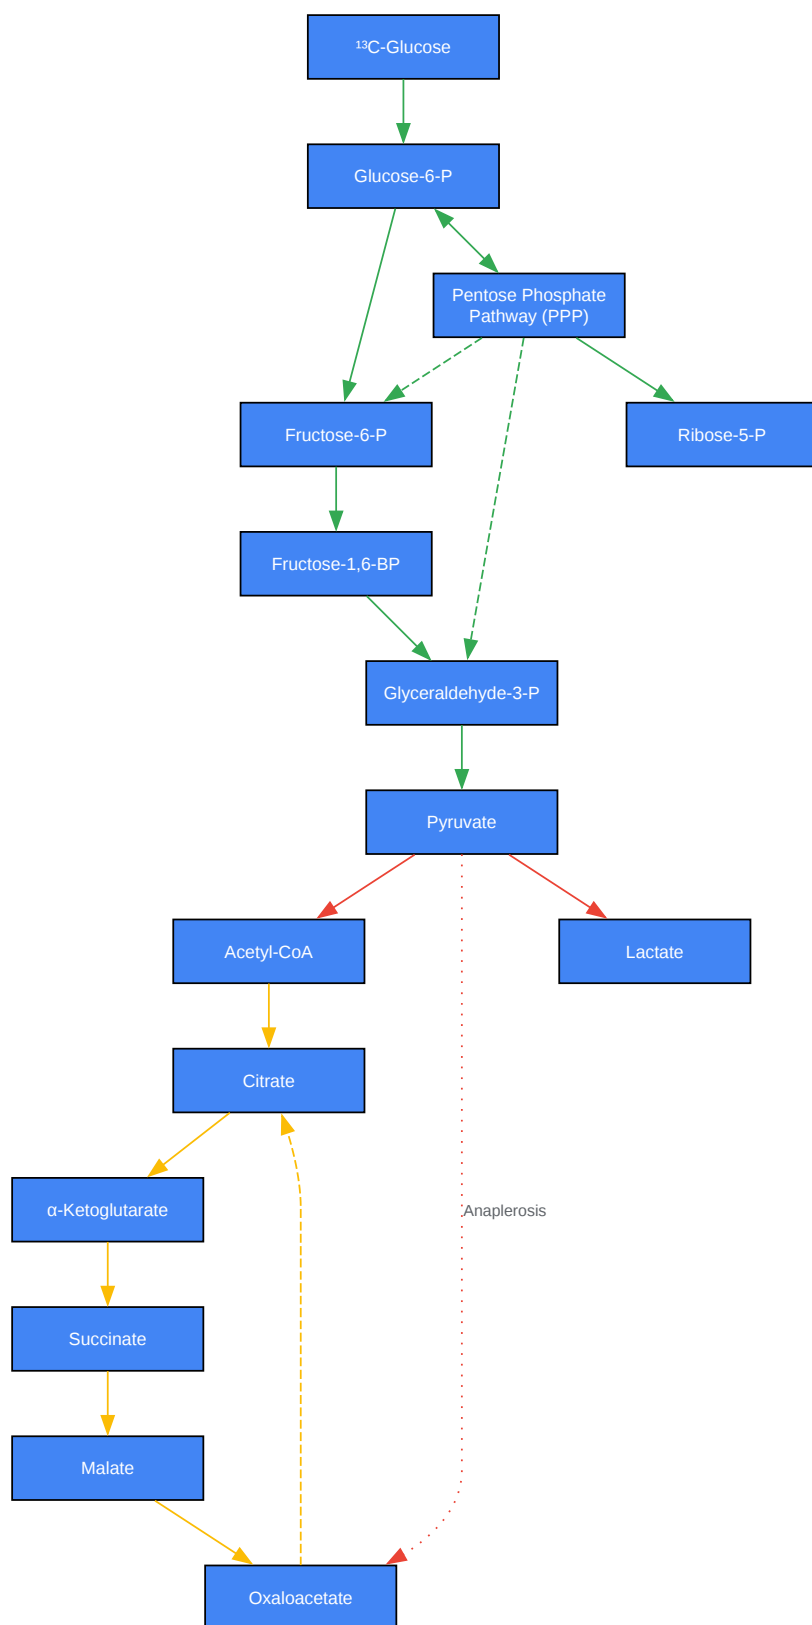 ¹³C-Glucose
Glucose-6-P
Pentose Phosphate
Pathway (PPP)
Fructose-6-P
Ribose-5-P
Fructose-1,6-BP
Glyceraldehyde-3-P
Pyruvate
Acetyl-CoA
Lactate
Citrate
α-Ketoglutarate
Anaplerosis
Succinate
Malate
Oxaloacetate